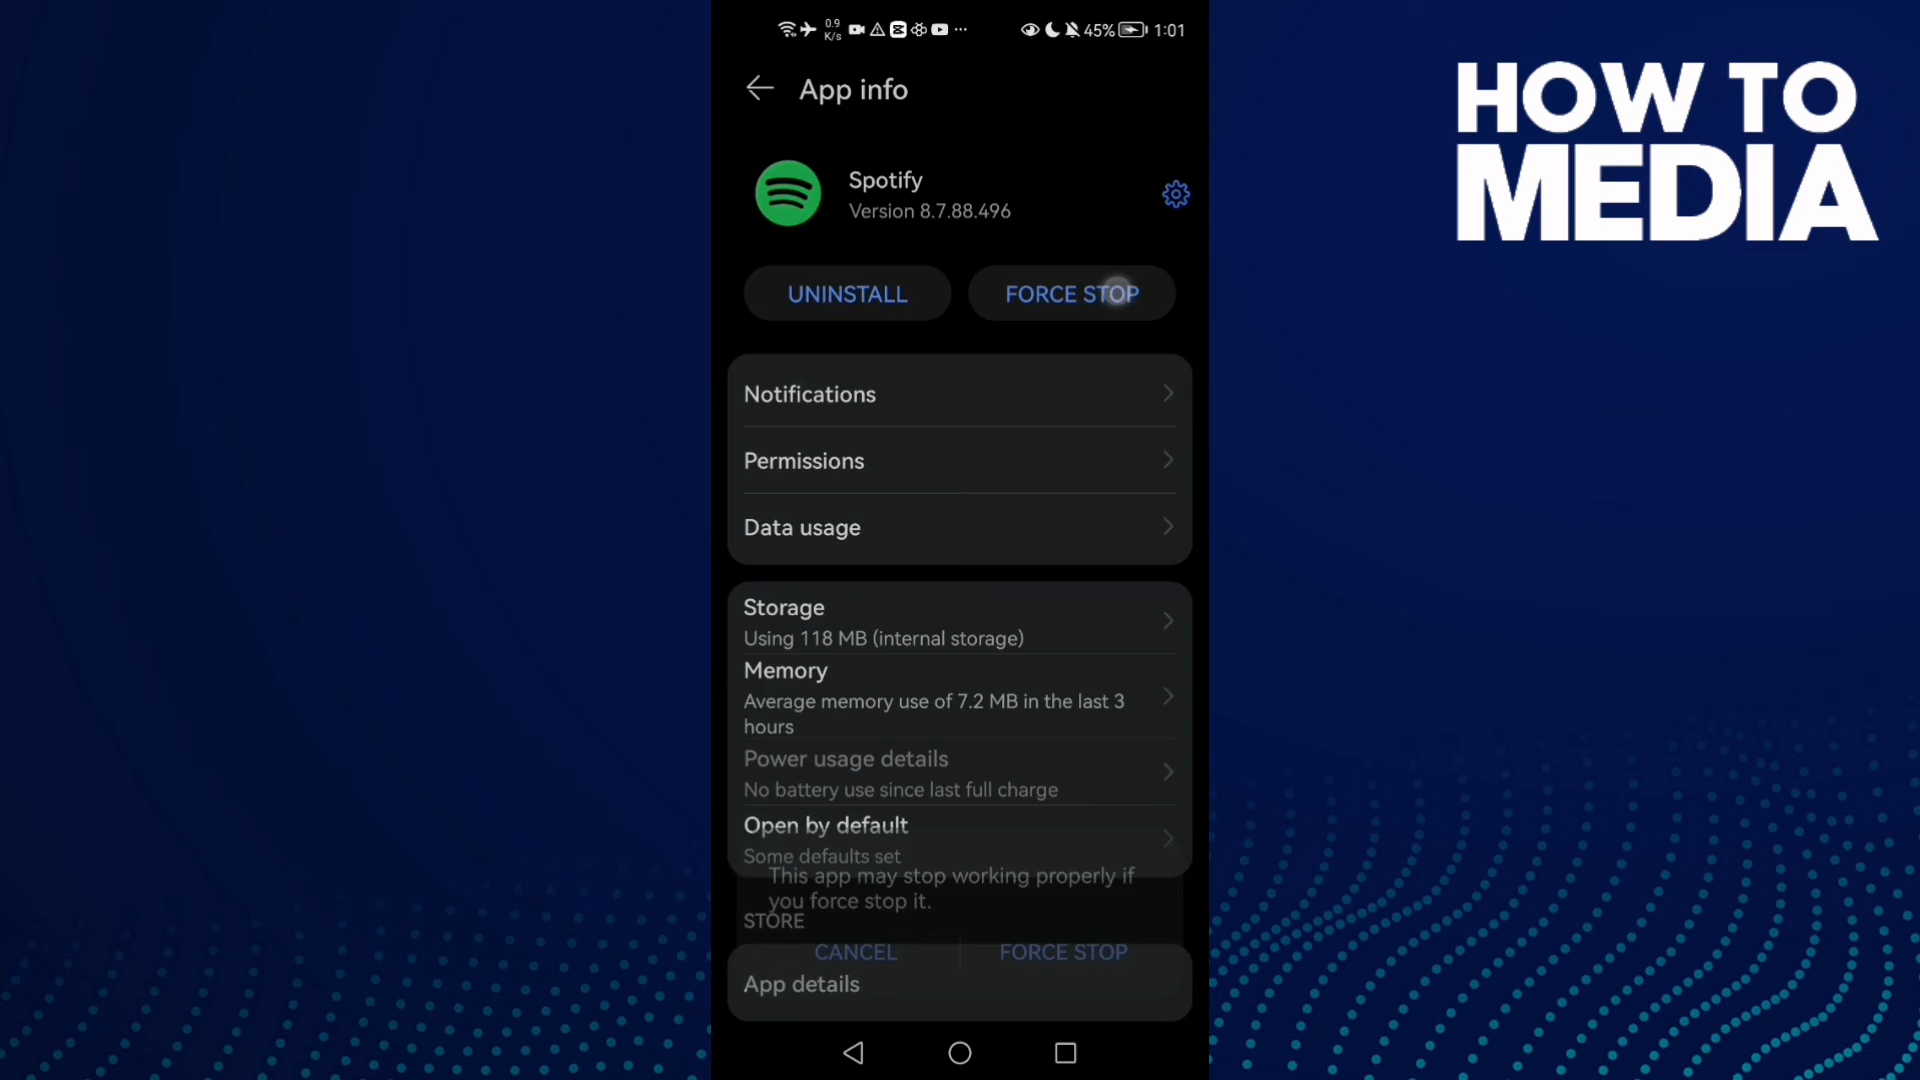 0.9
K/s
45%
1:01
App info
HOW TO
MEDIA
Spotify
Version 8.7.88.496
UNINSTALL
FORCE STOP
Notifications
Permissions
Data usage
Storage
Using 118 MB (internal storage)
Memory
Average memory use of 7.2 MB in the last 3
hours
Power usage details
No battery use since last full charge
Open by default
Some defaults set
This app may stop working properly if
you force stop it.
STORE
CANCEL
FORCE STOP
App details